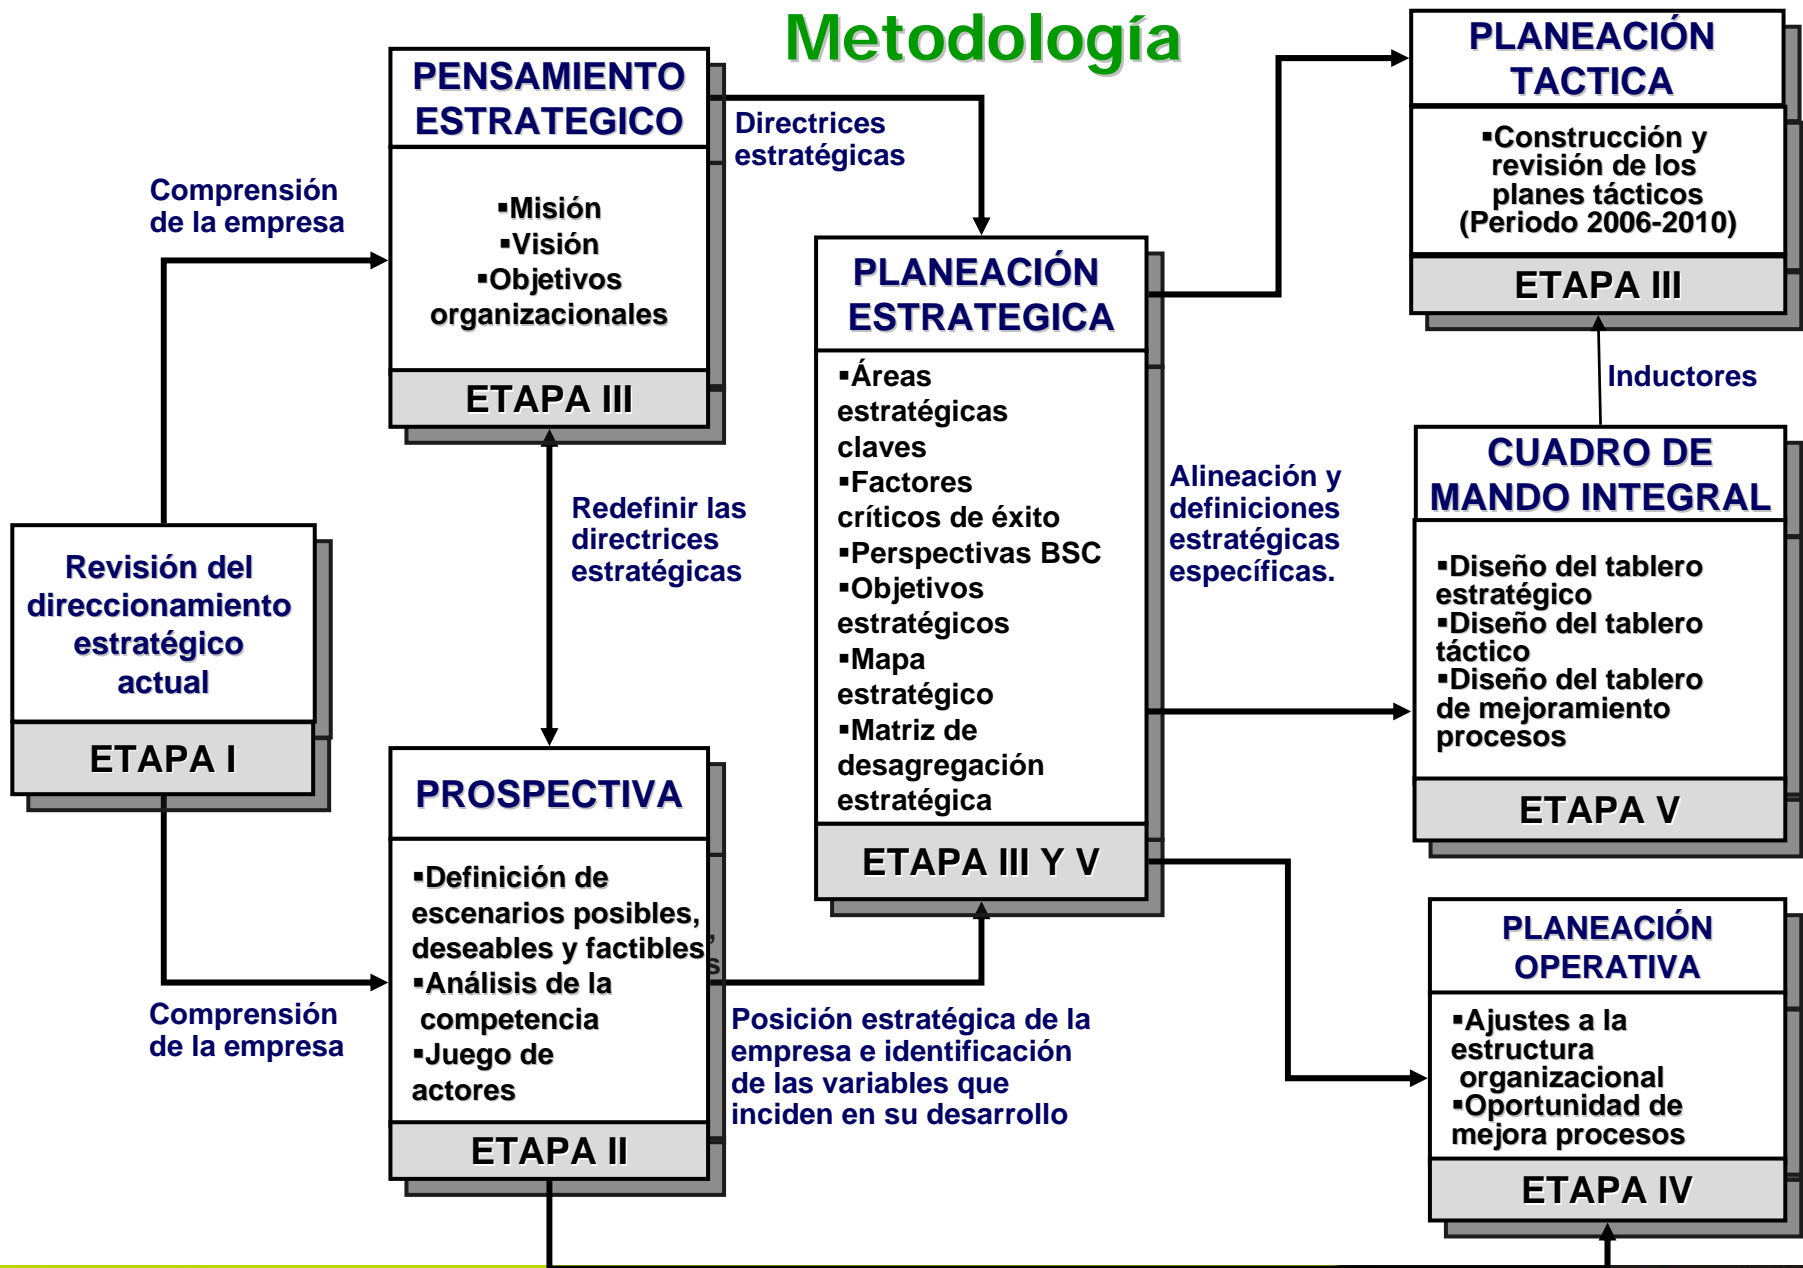 Metodología
PENSAMIENTO
ESTRATEGICO
▪Misión
▪Visión
▪Objetivos
organizacionales
ETAPA III
Comprensión
de la empresa
Directrices
estratégicas
Revisión del
direccionamiento
estratégico
actual
ETAPA I
Redefinir las
directrices
estratégicas
Comprensión
de la empresa
PROSPECTIVA
▪Definición de
escenarios posibles,
deseables y factibles
▪Análisis de la
competencia
▪Juego de
actores
ETAPA II
Posición estratégica de la
empresa e identificación
de las variables que
inciden en su desarrollo
PLANEACIÓN
ESTRATEGICA
▪Áreas
estratégicas
claves
▪Factores
críticos de éxito
▪Perspectivas BSC
▪Objetivos
estratégicos
▪Mapa
estratégico
▪Matriz de
desagregación
estratégica
ETAPA III Y V
Alineación y
definiciones
estratégicas
específicas.
PLANEACIÓN
TACTICA
▪Construcción y
revisión de los
planes tácticos
(Periodo 2006-2010)
ETAPA III
Inductores
CUADRO DE
MANDO INTEGRAL
▪Diseño del tablero
estratégico
▪Diseño del tablero
táctico
▪Diseño del tablero
de mejoramiento
procesos
ETAPA V
PLANEACIÓN
OPERATIVA
▪Ajustes a la
estructura
organizacional
▪Oportunidad de
mejora procesos
ETAPA IV